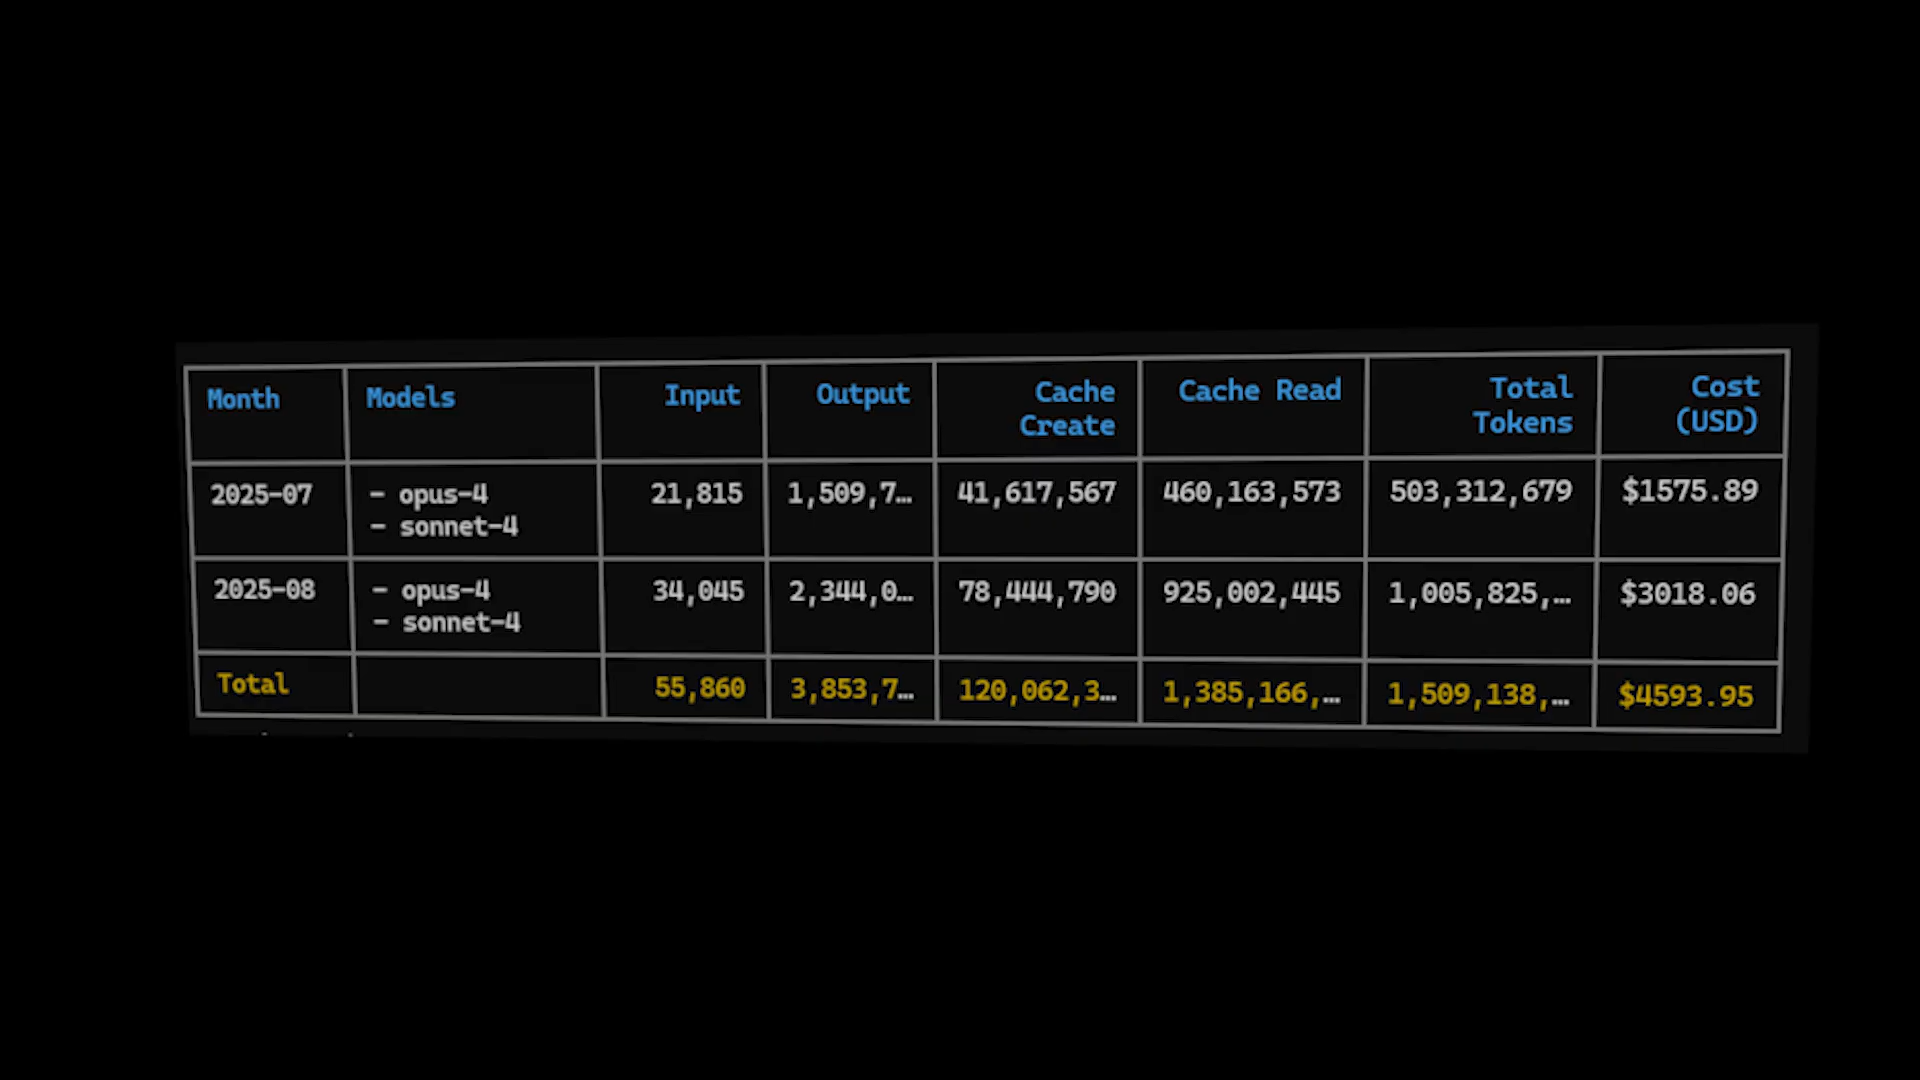 Month Models Input Output Cache Create Cache Read Total Tokens Cost (USD)
2025-07 - opus-4 21,815 1,509,7… 41,617,567 460,163,573 503,312,679 $1575.89
- sonnet-4
2025-08 - opus-4 34,045 2,344,0… 78,444,790 925,002,445 1,005,825,… $3018.06
- sonnet-4
Total 55,860 3,853,7… 120,062,3… 1,385,166,… 1,509,138,… $4593.95